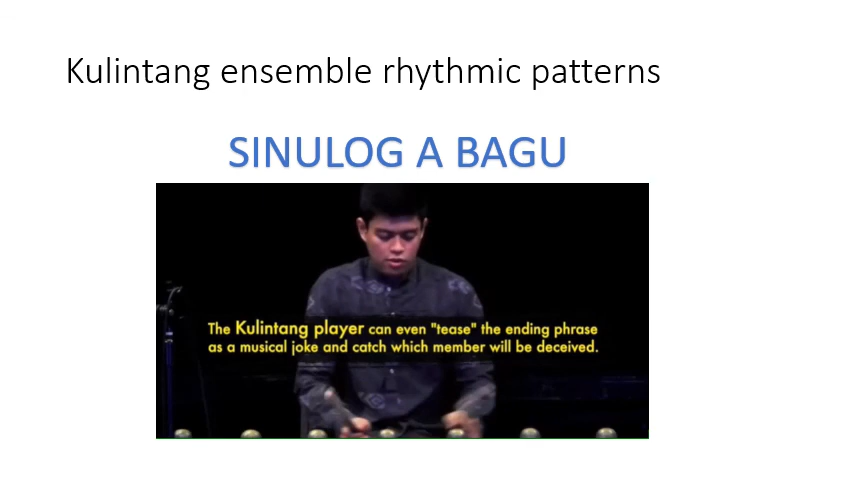 Kulintang ensemble rhythmic patterns
SINULOG A BAGU
The Kulintang player can even "tease" the ending phrase
as a musical joke and catch which member will be deceived.